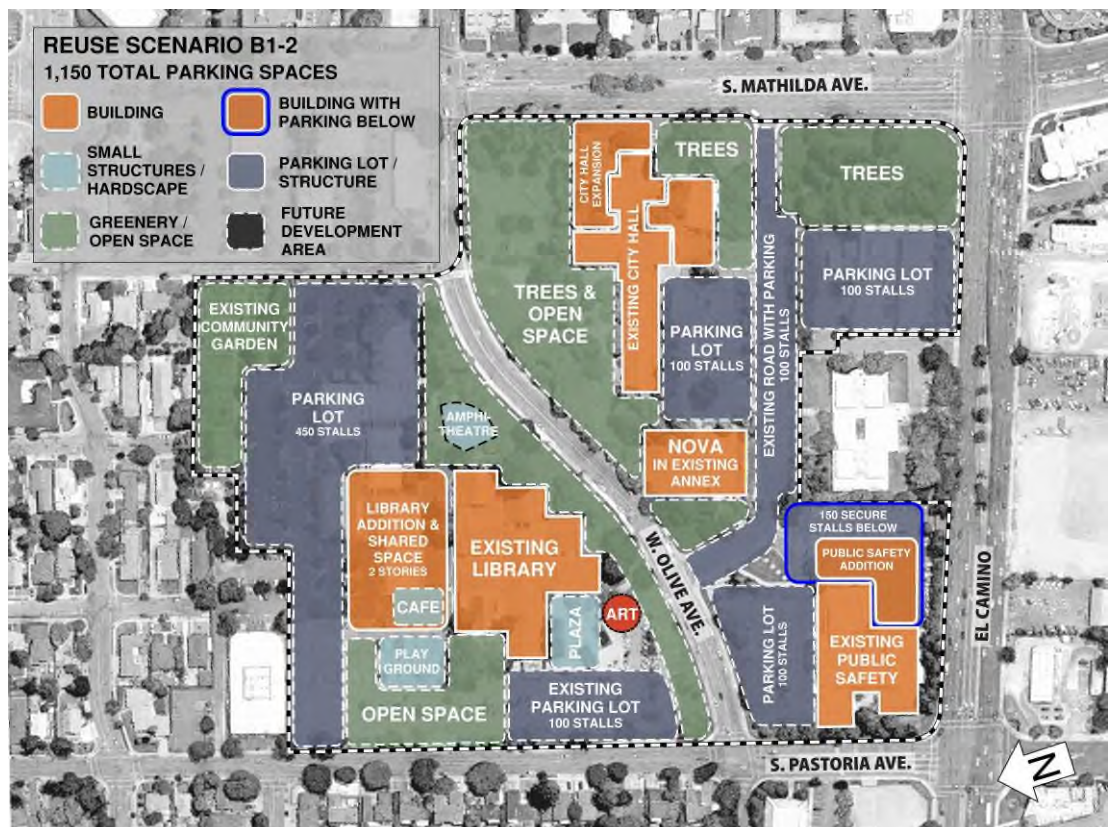 REUSE SCENARIO B1-2
1,150 TOTAL PARKING SPACES
BUILDING
BUILDING WITH
PARKING BELOW
SMALL
STRUCTURES /
HARDSCAPE
PARKING LOT /
STRUCTURE
GREENERY /
OPEN SPACE
FUTURE
DEVELOPMENT
AREA
S. MATHILDA AVE.
CITY HALL
EXPANSION
TREES
TREES
EXISTING CITY HALL
TREES &
OPEN
SPACE
PARKING
LOT
100 STALLS
EXISTING ROAD WITH PARKING
100 STALLS
PARKING LOT
100 STALLS
EXISTING
COMMUNITY
GARDEN
PARKING
LOT
450 STALLS
AMPHI-
THEATRE
NOVA
IN EXISTING
ANNEX
LIBRARY
ADDITION &
SHARED
SPACE
2 STORIES
CAFE
EXISTING
LIBRARY
W. OLIVE AVE.
150 SECURE
STALLS BELOW
PUBLIC SAFETY
ADDITION
EL CAMINO
PLAZA
ART
PLAY
GROUND
OPEN SPACE
EXISTING
PARKING LOT
100 STALLS
PARKING LOT
100 STALLS
EXISTING
PUBLIC
SAFETY
S. PASTORIA AVE.
N